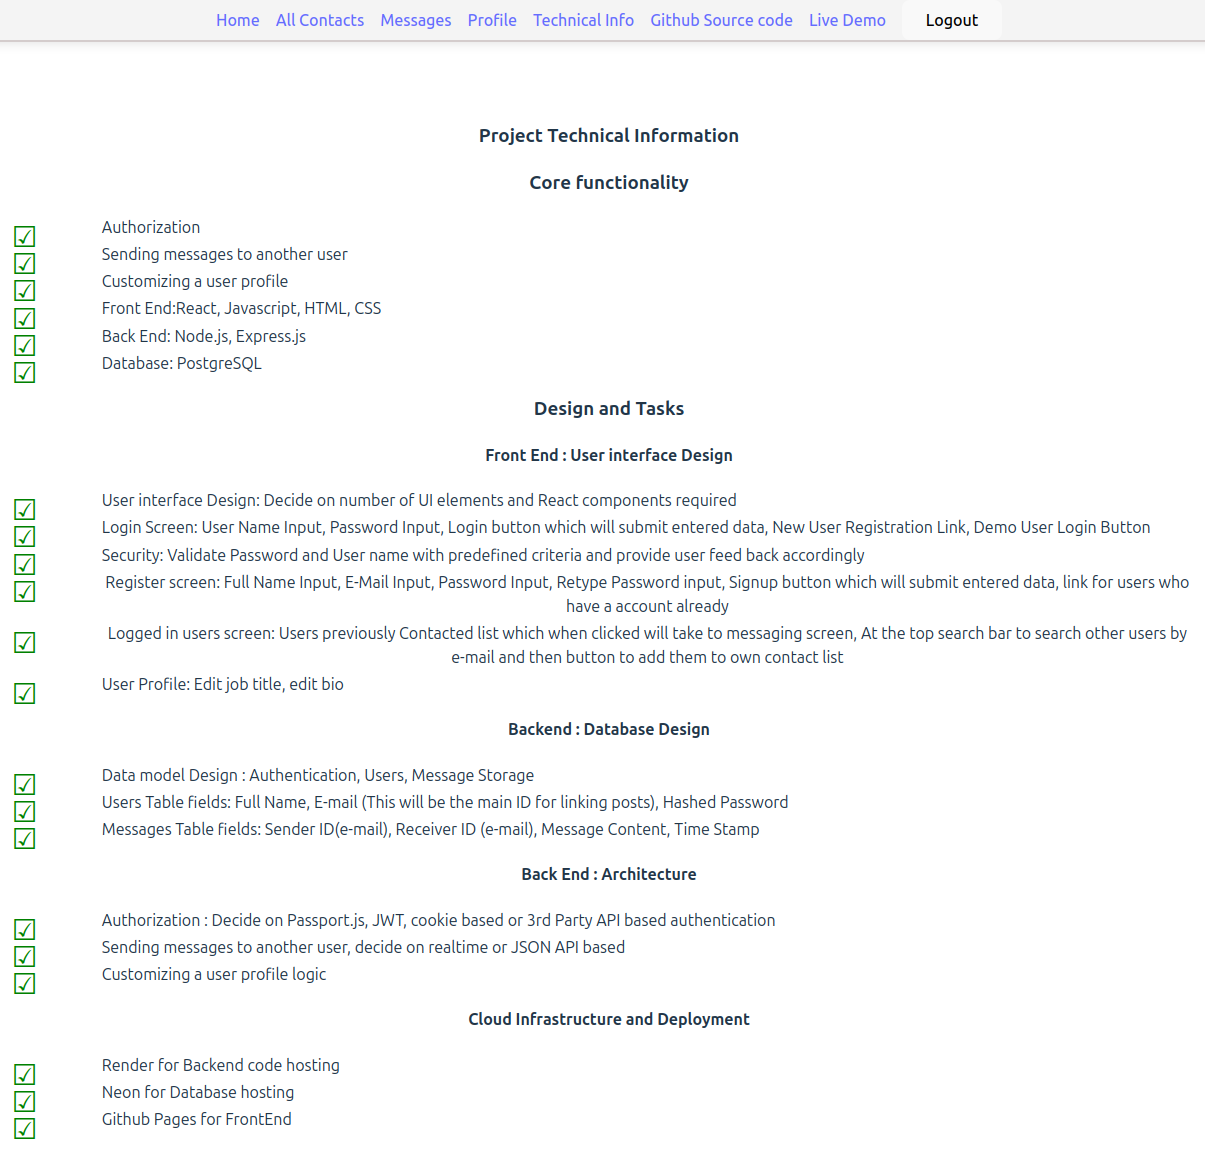 Home All Contacts Messages Profile Technical Info Github Source code Live Demo Logout
Project Technical Information
Core functionality
☑ Authorization
☑ Sending messages to another user
☑ Customizing a user profile
☑ Front End:React, Javascript, HTML, CSS
☑ Back End: Node.js, Express.js
☑ Database: PostgreSQL
Design and Tasks
Front End : User interface Design
☑ User interface Design: Decide on number of UI elements and React components required
☑ Login Screen: User Name Input, Password Input, Login button which will submit entered data, New User Registration Link, Demo User Login Button
☑ Security: Validate Password and User name with predefined criteria and provide user feed back accordingly
☑ Register screen: Full Name Input, E-Mail Input, Password Input, Retype Password input, Signup button which will submit entered data, link for users who
have a account already
☑ Logged in users screen: Users previously Contacted list which when clicked will take to messaging screen, At the top search bar to search other users by
e-mail and then button to add them to own contact list
☑ User Profile: Edit job title, edit bio
Backend : Database Design
☑ Data model Design : Authentication, Users, Message Storage
☑ Users Table fields: Full Name, E-mail (This will be the main ID for linking posts), Hashed Password
☑ Messages Table fields: Sender ID(e-mail), Receiver ID (e-mail), Message Content, Time Stamp
Back End : Architecture
☑ Authorization : Decide on Passport.js, JWT, cookie based or 3rd Party API based authentication
☑ Sending messages to another user, decide on realtime or JSON API based
☑ Customizing a user profile logic
Cloud Infrastructure and Deployment
☑ Render for Backend code hosting
☑ Neon for Database hosting
☑ Github Pages for FrontEnd